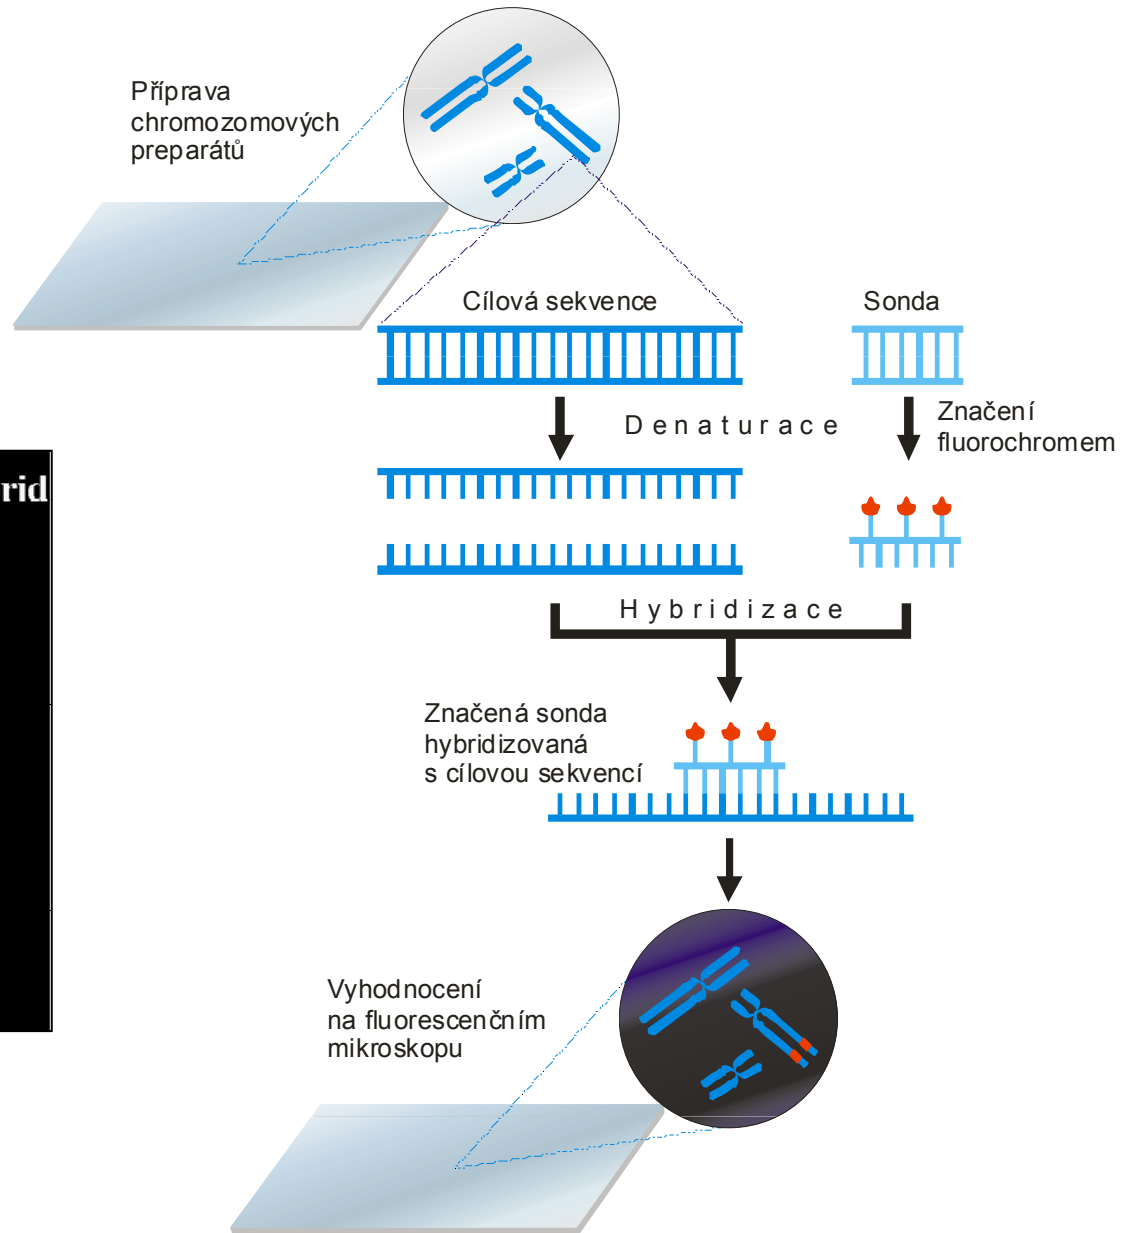 Příprava
chromozomových
preparátů
Cílová sekvence
Sonda
Denaturace
Značení
fluorochromem
rid
Hybridizace
Značená sonda
hybridizovaná
s cílovou sekvencí
Vyhodnocení
na fluorescenčním
mikroskopu